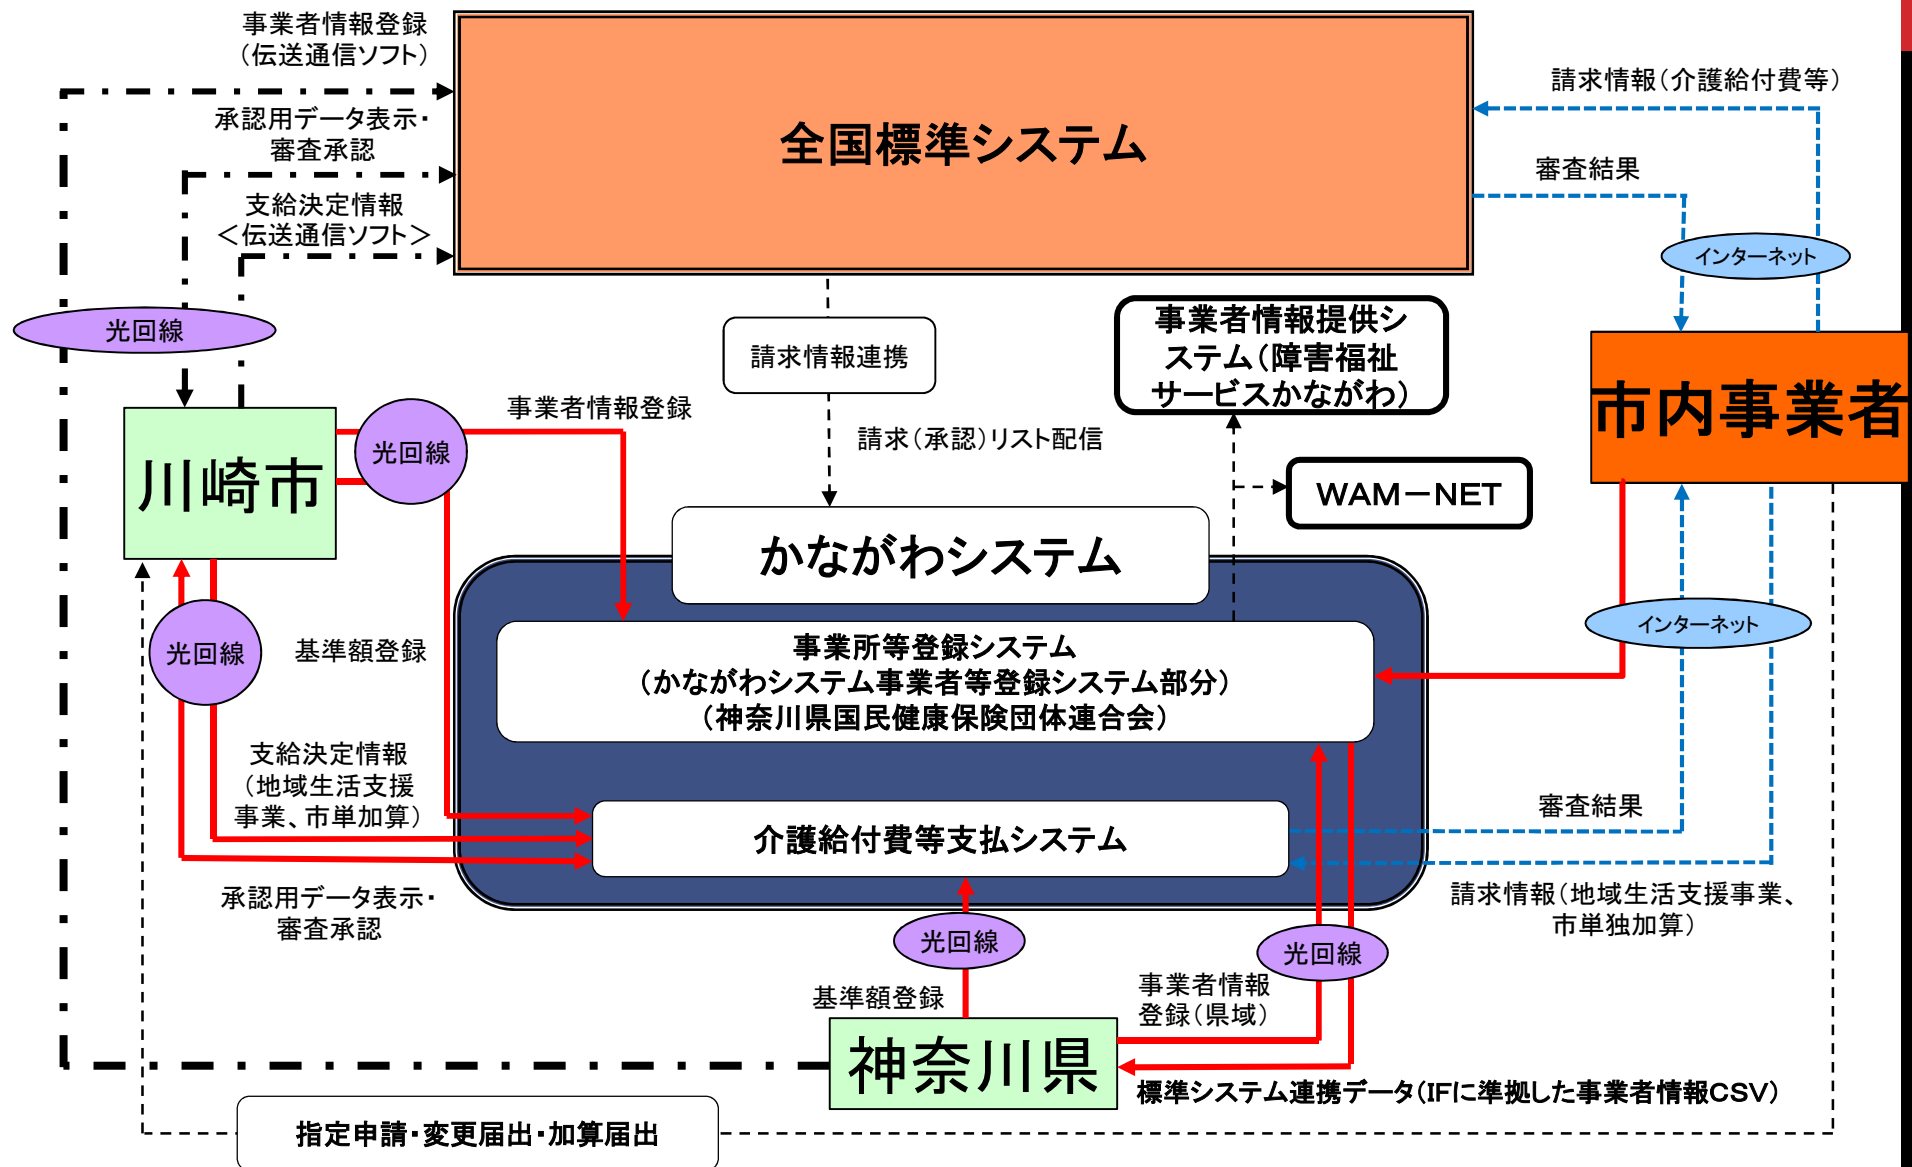 事業者情報登録
（伝送通信ソフト）
承認用データ表示・
審査承認
支給決定情報
＜伝送通信ソフト＞
全国標準システム
請求情報（介護給付費等）
審査結果
インターネット
光回線
請求情報連携
事業者情報提供シ
ステム（障害福祉
サービスかながわ）
市内事業者
川崎市
光回線
事業者情報登録
請求（承認）リスト配信
WAM－NET
かながわシステム
光回線
基準額登録
事業所等登録システム
（かながわシステム事業者等登録システム部分）
（神奈川県国民健康保険団体連合会）
インターネット
支給決定情報
（地域生活支援
事業、市単加算）
介護給付費等支払システム
審査結果
承認用データ表示・
審査承認
請求情報（地域生活支援事業、
市単独加算）
光回線
光回線
基準額登録
事業者情報
登録（県域）
神奈川県
標準システム連携データ（IFに準拠した事業者情報CSV）
指定申請・変更届出・加算届出